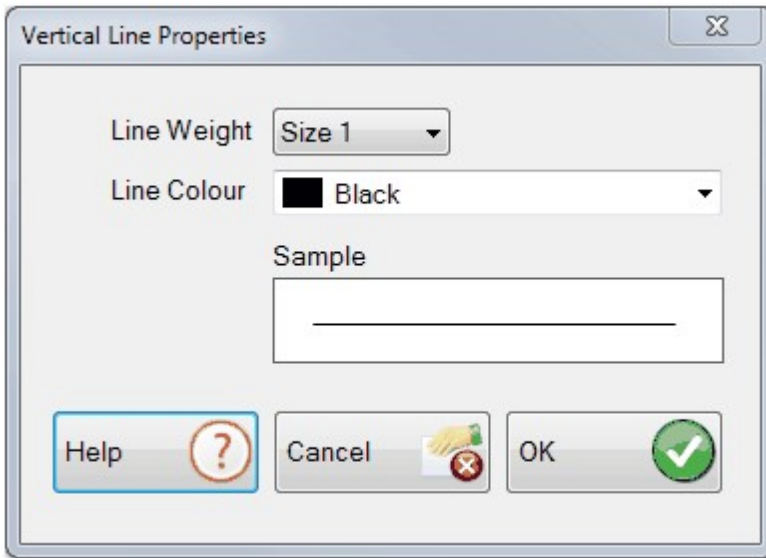 Vertical Line Properties
Line Weight Size 1
Line Colour Black
Sample
Help ? Cancel OK